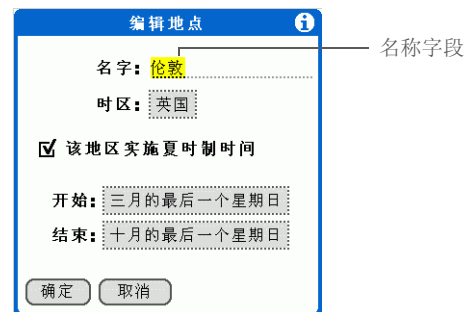 编辑地点
名称字段
名字: 伦敦
时区: 英国
该地区实施夏时制时间
开始: 三月的最后一个星期日
结束: 十月的最后一个星期日
确定 取消